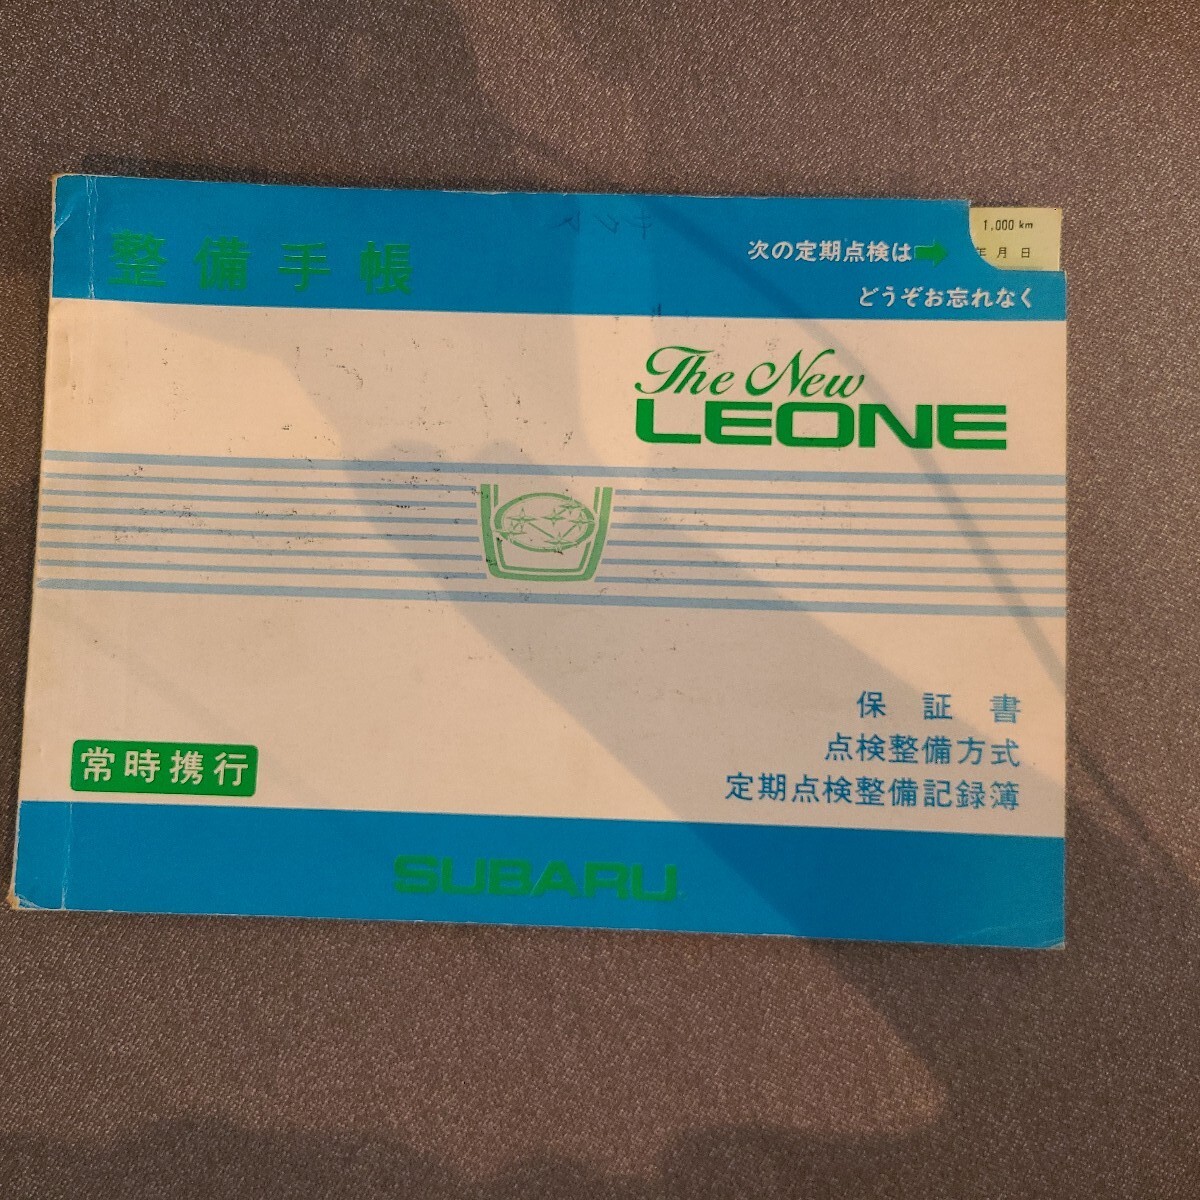 整備手帳
次の定期点検は
1.000 km
年 月 日
どうぞお忘れなく
The New
LEONE
保証書
点検整備方式
定期点検整備記録簿
常時携行
SUBARU